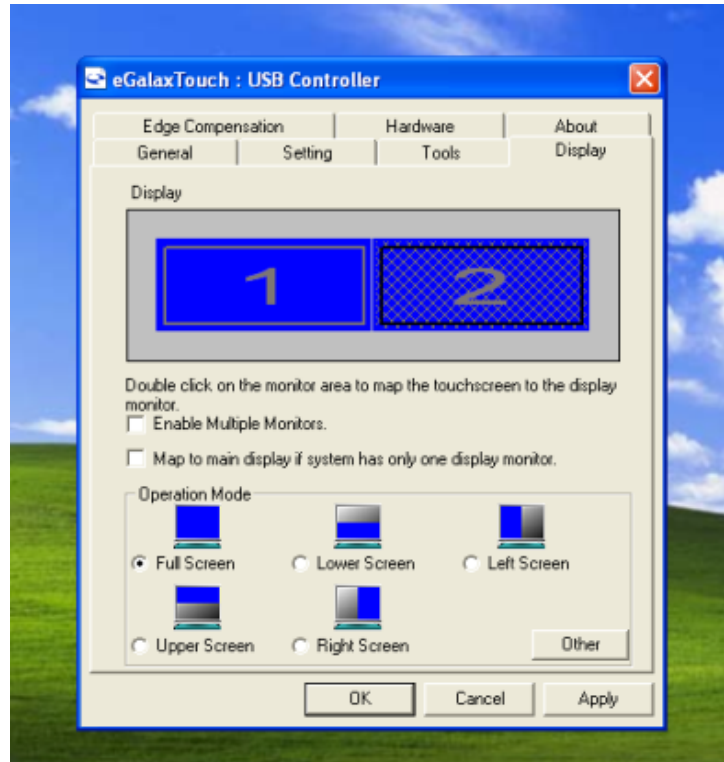 eGalaxTouch : USB Controller
Edge Compensation Hardware About
General Setting Tools Display
Display
1 2
Double click on the monitor area to map the touchscreen to the display
monitor.
Enable Multiple Monitors.
Map to main display if system has only one display monitor.
Operation Mode
Full Screen Lower Screen Left Screen
Upper Screen Right Screen Other
OK Cancel Apply